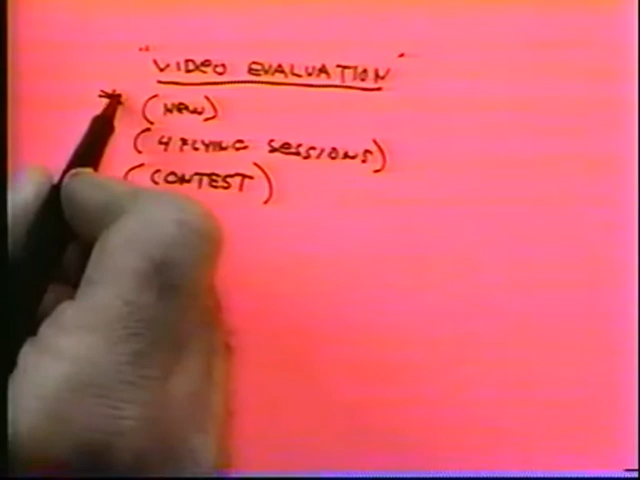 "VIDEO EVALUATION"
* (NEW)
(4 FLYING SESSIONS)
(CONTEST)